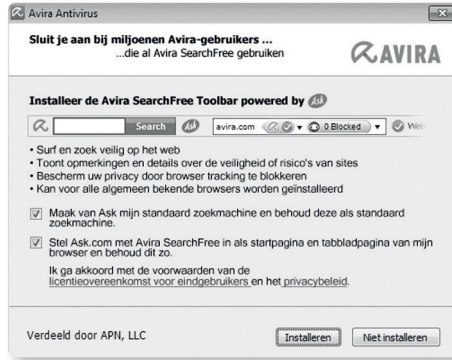 Avira Antivirus
Sluit je aan bij miljoenen Avira-gebruikers ...
...die al Avira SearchFree gebruiken
AVIRA
Installeer de Avira SearchFree Toolbar powered by Ask
Search Ask avira.com 0 Blocked Web
• Surf en zoek veilig op het web
• Toont opmerkingen en details over de veiligheid of risico's van sites
• Bescherm uw privacy door browser tracking te blokkeren
• Kan voor alle algemeen bekende browsers worden geïnstalleerd
Maak van Ask mijn standaard zoekmachine en behoud deze als standaard
zoekmachine.
Stel Ask.com met Avira SearchFree in als startpagina en tabbladpagina van mijn
browser en behoud dit zo.
Ik ga akkoord met de voorwaarden van de
licentieovereenkomst voor eindgebruikers en het privacybeleid.
Verdeeld door APN, LLC
Installeren Niet installeren